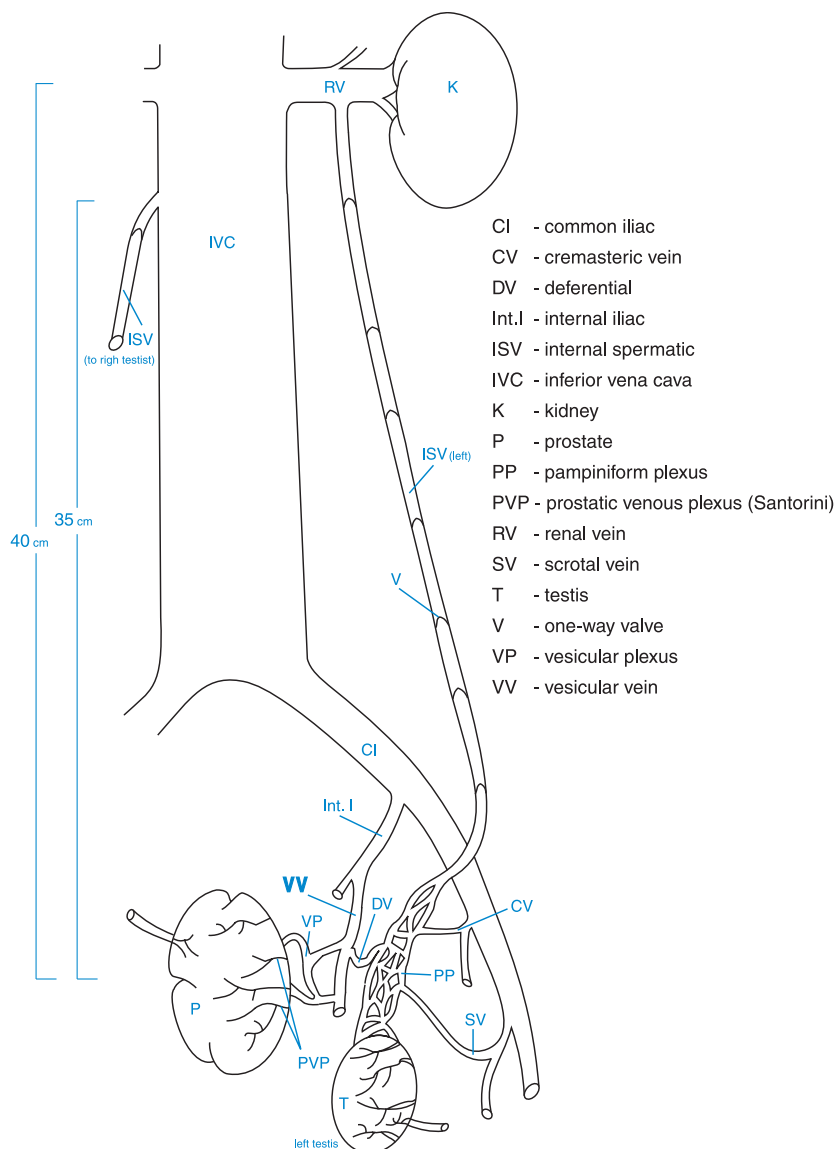 RV
K
IVC
ISV
(to righ testist)
CI - common iliac
CV - cremasteric vein
DV - deferential
Int.I - internal iliac
ISV - internal spermatic
IVC - inferior vena cava
K - kidney
P - prostate
PP - pampiniform plexus
PVP - prostatic venous plexus (Santorini)
RV - renal vein
SV - scrotal vein
T - testis
V - one-way valve
VP - vesicular plexus
VV - vesicular vein
ISV (left)
35 cm
40 cm
V
CI
Int. I
VV
DV
CV
VP
PP
P
SV
PVP
T
left testis